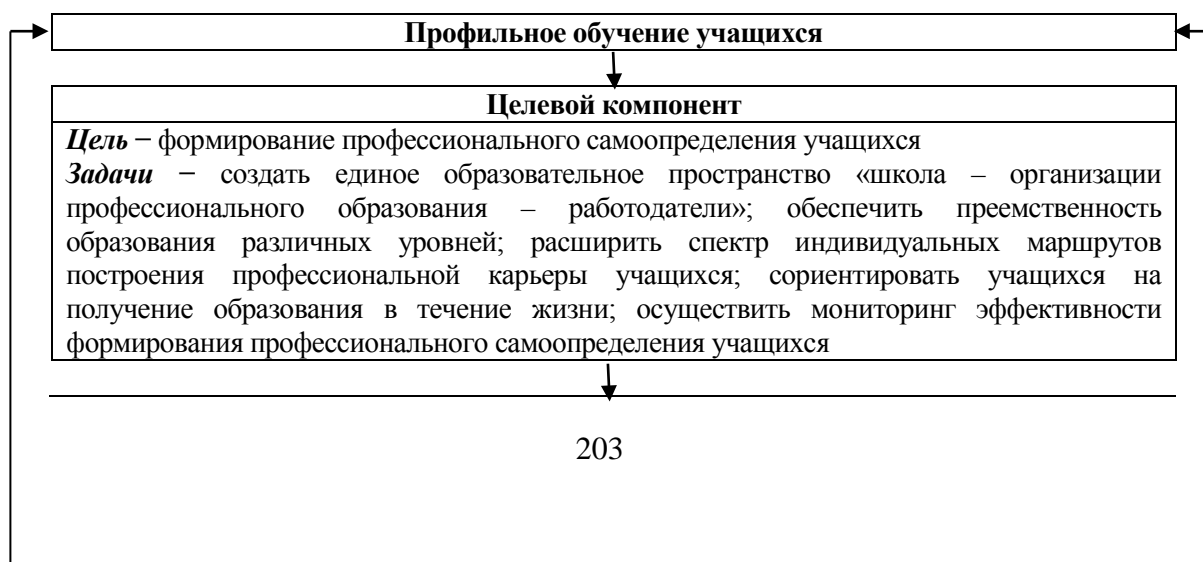 Профильное обучение учащихся
Целевой компонент
Цель − формирование профессионального самоопределения учащихся
Задачи − создать единое образовательное пространство «школа – организации
профессионального образования – работодатели»; обеспечить преемственность
образования различных уровней; расширить спектр индивидуальных маршрутов
построения профессиональной карьеры учащихся; сориентировать учащихся на
получение образования в течение жизни; осуществить мониторинг эффективности
формирования профессионального самоопределения учащихся
203